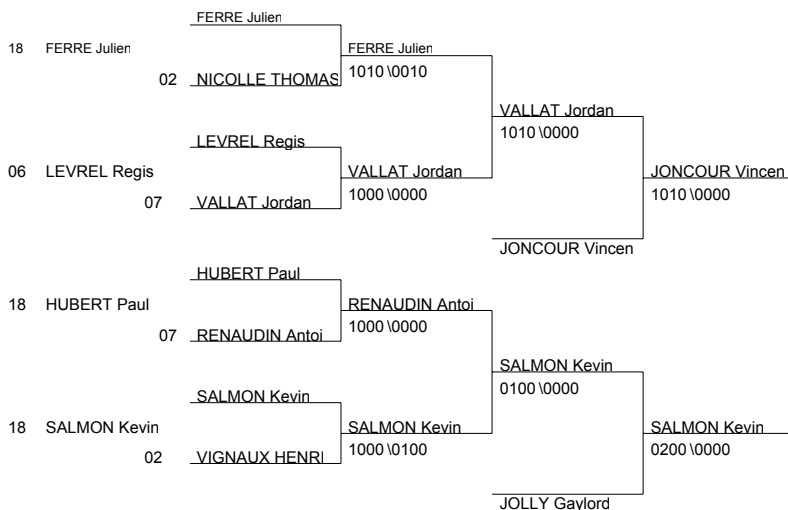 FERRE Julien
18 FERRE Julien FERRE Julien
1010 \0010
02 NICOLLE THOMAS
VALLAT Jordan
1010 \0000
LEVREL Regis
06 LEVREL Regis VALLAT Jordan JONCOUR Vincen
1000 \0000 1010 \0000
07 VALLAT Jordan
JONCOUR Vincen
HUBERT Paul
18 HUBERT Paul RENAUDIN Antoi
1000 \0000
07 RENAUDIN Antoi
SALMON Kevin
0100 \0000
SALMON Kevin
18 SALMON Kevin SALMON Kevin SALMON Kevin
1000 \0100 0200 \0000
02 VIGNAUX HENRI
JOLLY Gaylord